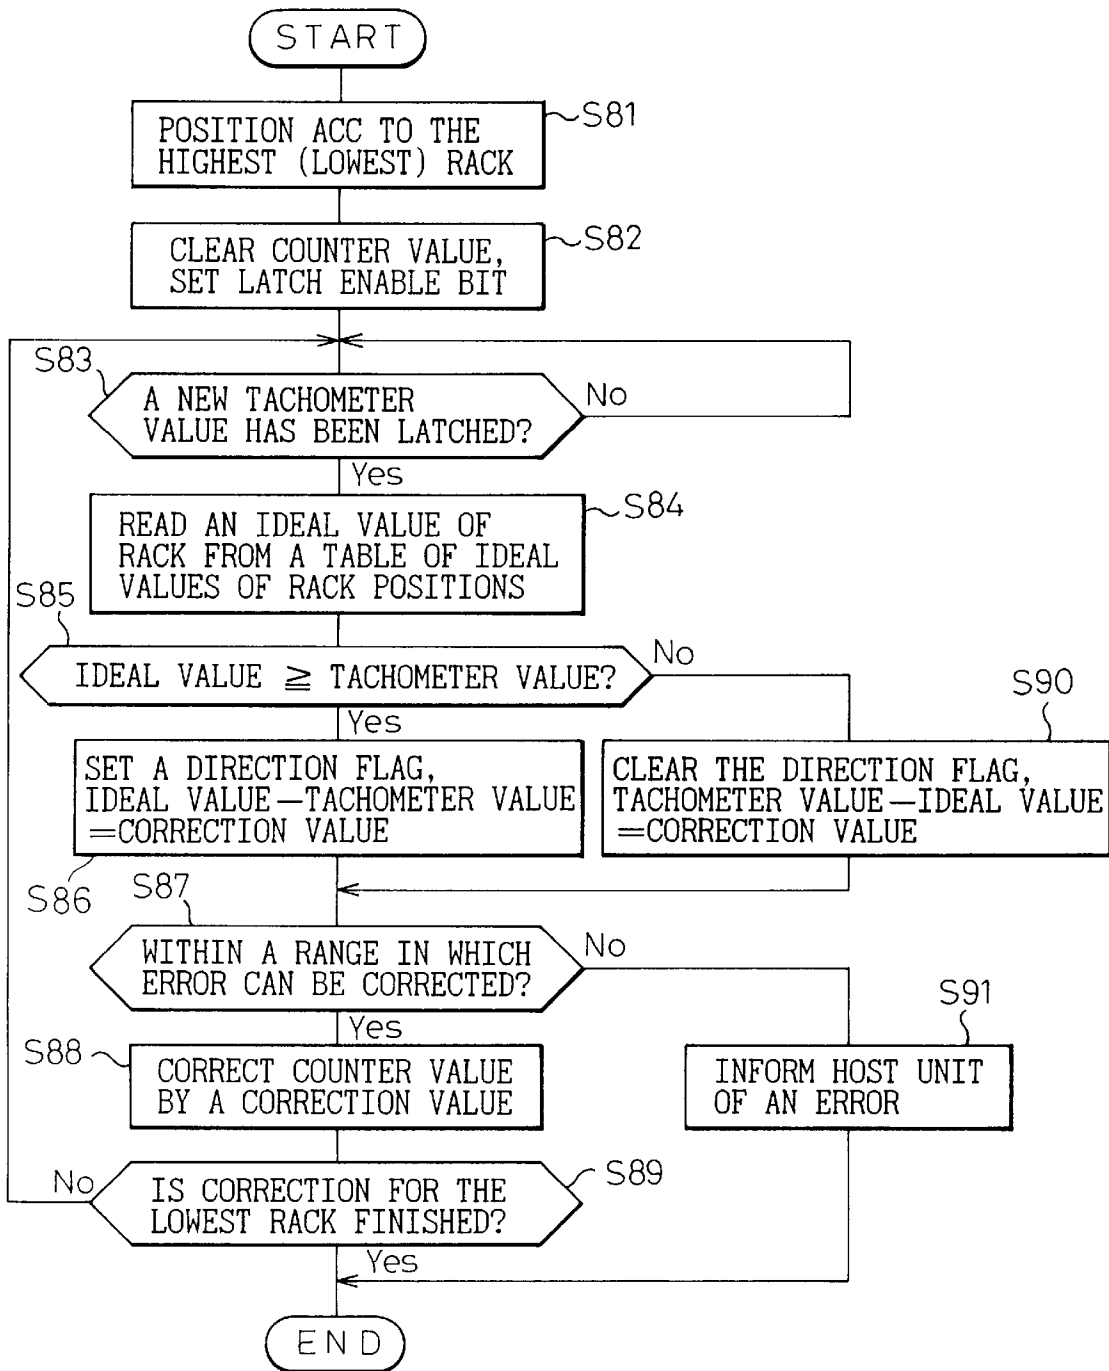 START
S81
POSITION ACC TO THE
HIGHEST (LOWEST) RACK
S82
CLEAR COUNTER VALUE,
SET LATCH ENABLE BIT
S83
A NEW TACHOMETER
VALUE HAS BEEN LATCHED?
No
Yes
S84
READ AN IDEAL VALUE OF
RACK FROM A TABLE OF IDEAL
VALUES OF RACK POSITIONS
S85
IDEAL VALUE ≧ TACHOMETER VALUE?
No
Yes
S90
SET A DIRECTION FLAG,
IDEAL VALUE—TACHOMETER VALUE
=CORRECTION VALUE
CLEAR THE DIRECTION FLAG,
TACHOMETER VALUE—IDEAL VALUE
=CORRECTION VALUE
S86
S87
WITHIN A RANGE IN WHICH
ERROR CAN BE CORRECTED?
No
Yes
S91
S88
CORRECT COUNTER VALUE
BY A CORRECTION VALUE
INFORM HOST UNIT
OF AN ERROR
S89
No
IS CORRECTION FOR THE
LOWEST RACK FINISHED?
Yes
END